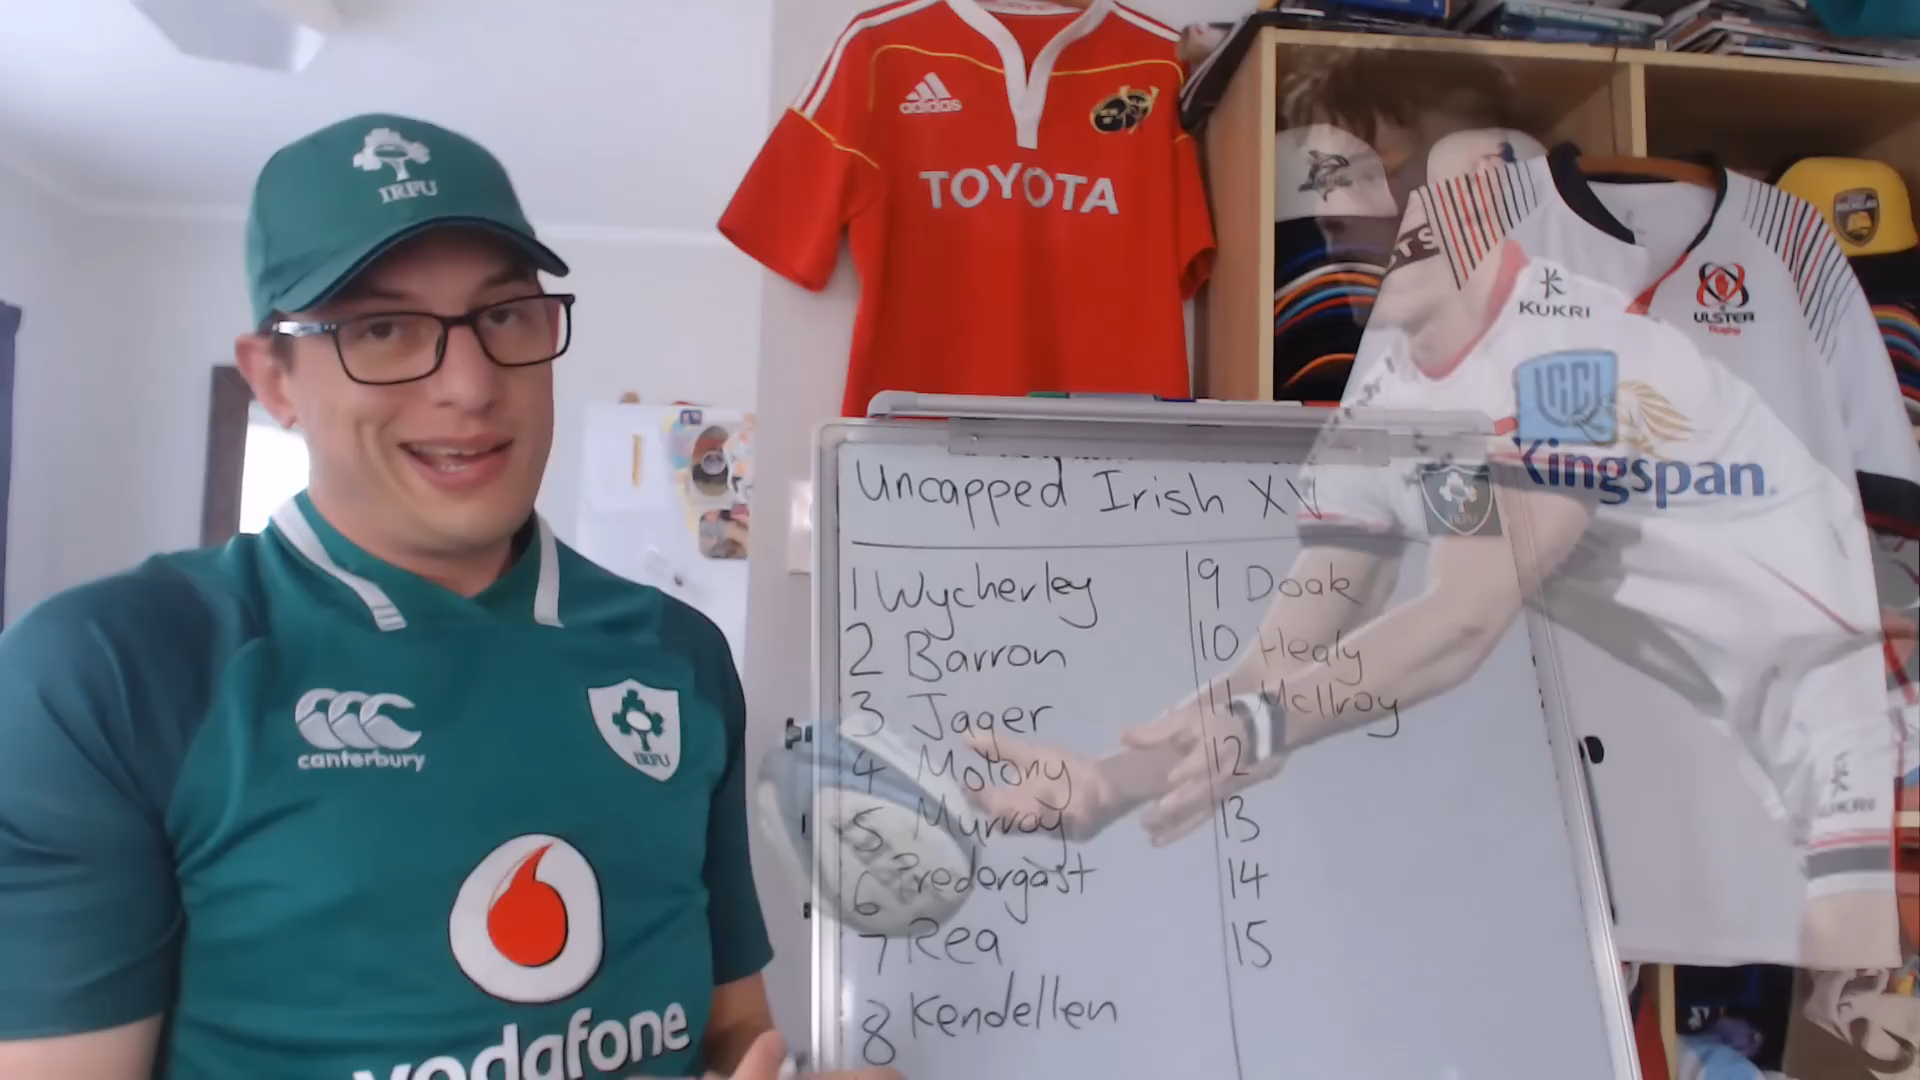 IRFU
adidas
TOYOTA
KUKRI
ULSTER
Rugby
Kingspan
Uncapped Irish XV
IRFU
1 Wycherley
2 Barron
3 Jager
4 Molony
5 Murray
6 Predergast
7 Rea
8 Kendellen
9 Doak
10 Healy
11 McIlroy
12
13
14
15
canterbury
IRFU
vodafone
KUKRI